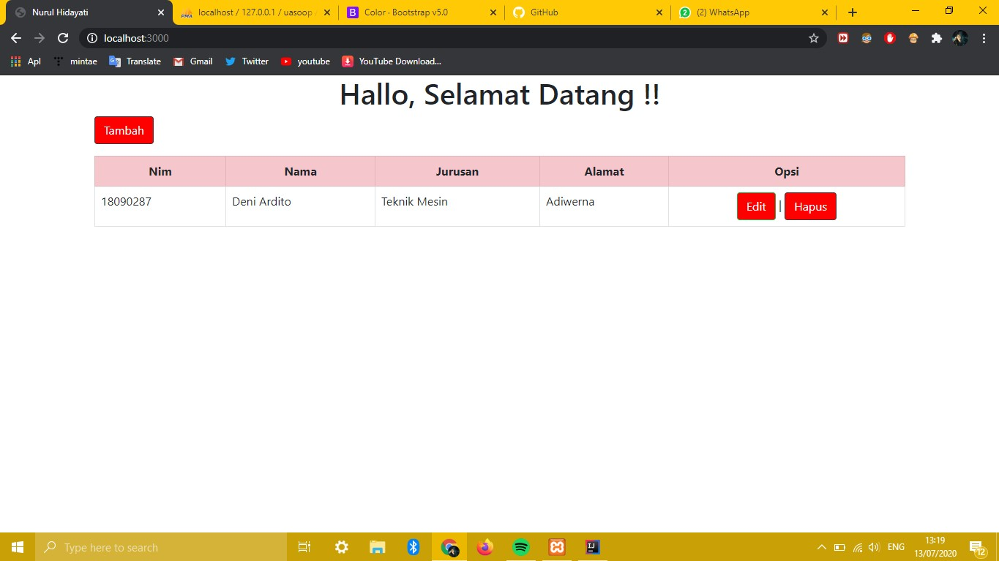 Nurul Hidayati
localhost / 127.0.0.1 / uasoop
Color · Bootstrap v5.0
GitHub
(2) WhatsApp
localhost:3000
Apl
mintae
Translate
Gmail
Twitter
youtube
YouTube Download...
Hallo, Selamat Datang !!
Tambah
Nim Nama Jurusan Alamat Opsi
18090287 Deni Ardito Teknik Mesin Adiwerna Edit | Hapus
Type here to search
ENG
13:19
13/07/2020
12